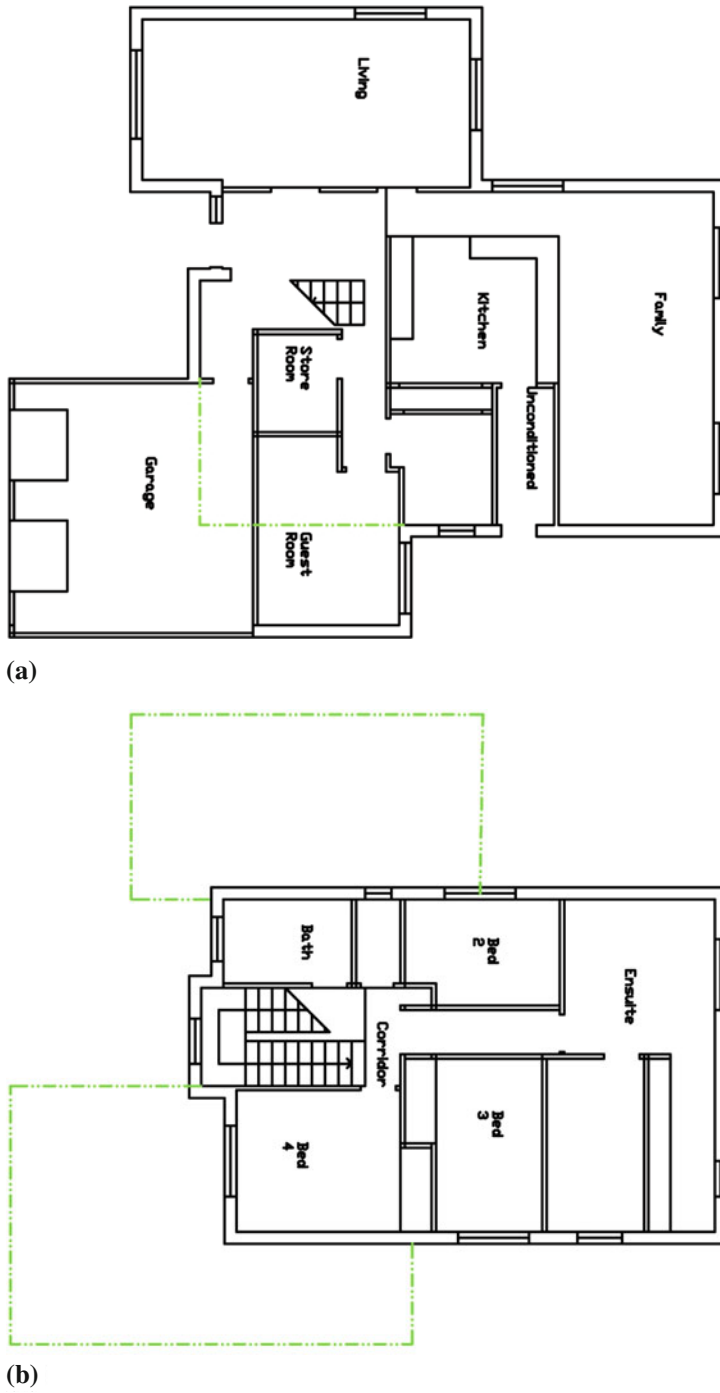 Living
Family
Kitchen
Unconditioned
Store
Room
Garage
Guest
Room
(a)
Bath
Bed
2
Ensuite
Corridor
Bed
3
Bed
4
(b)